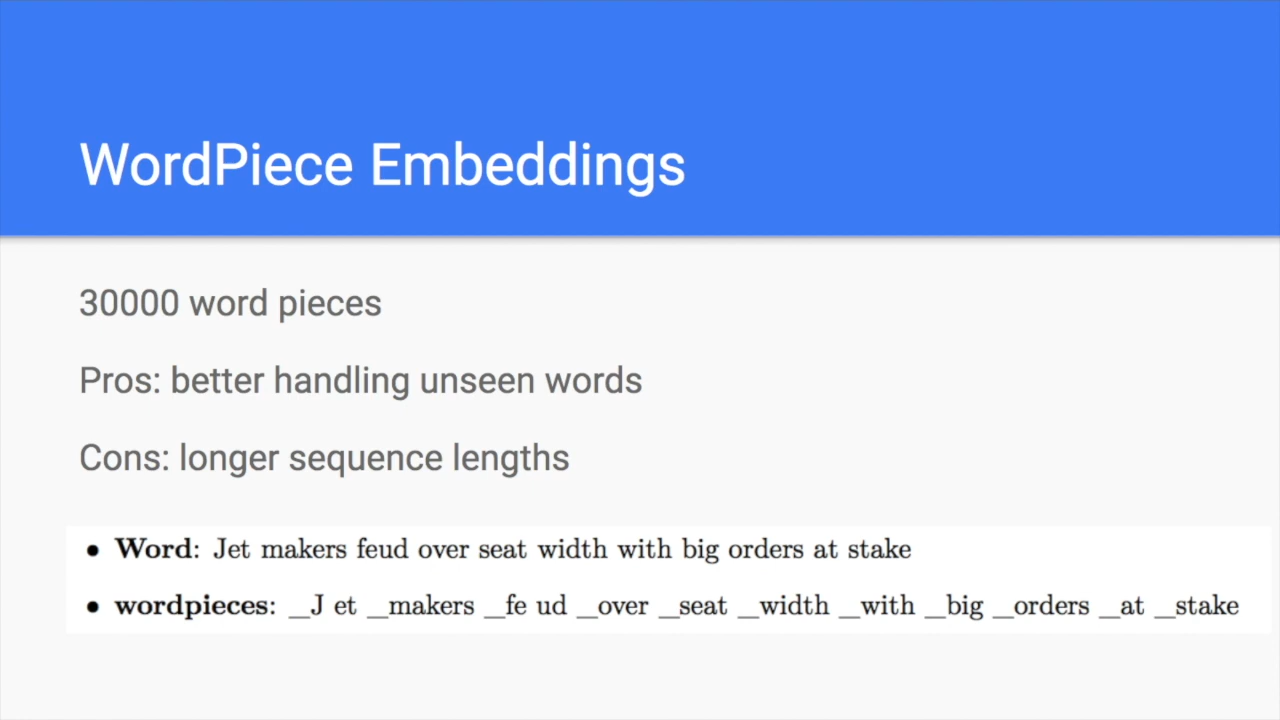 WordPiece Embeddings
30000 word pieces
Pros: better handling unseen words
Cons: longer sequence lengths
• Word: Jet makers feud over seat width with big orders at stake
• wordpieces: _J et _makers _fe ud _over _seat _width _with _big _orders _at _stake